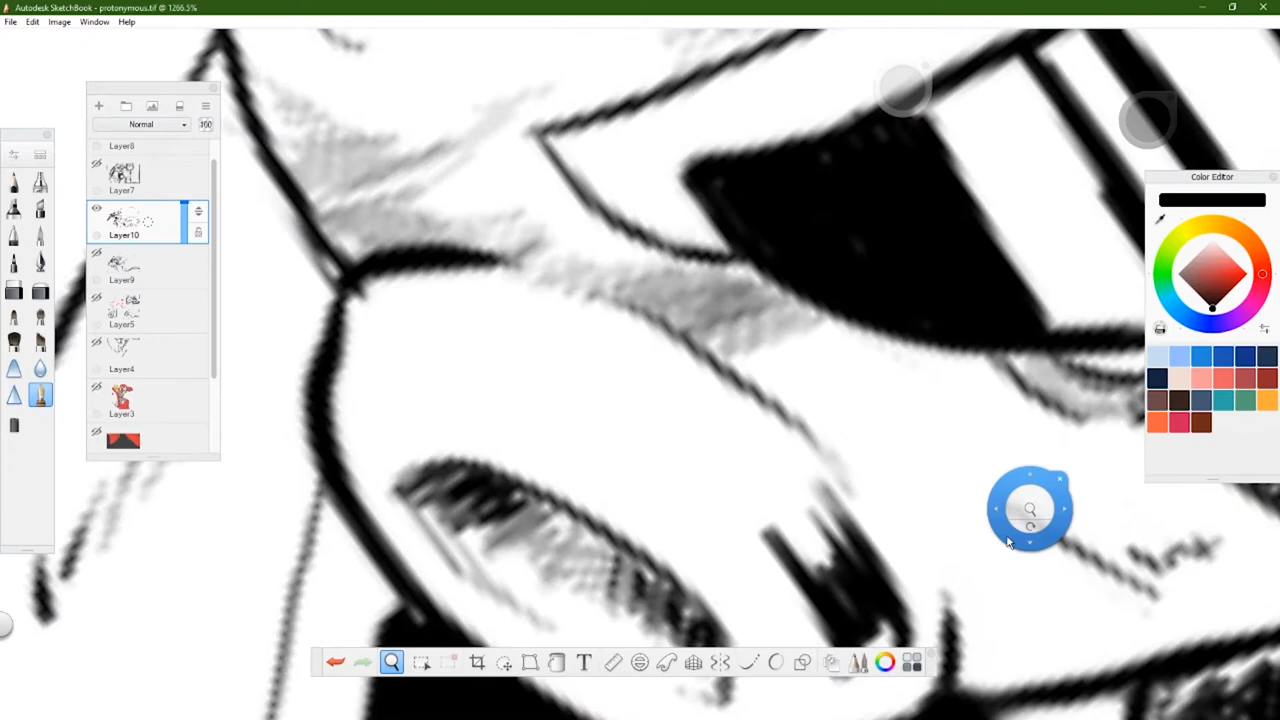 Autodesk SketchBook - protonymous.tif @ 1266.5%
File Edit Image Window Help
Normal 100
Layer8
Layer7
Layer10
Layer9
Layer5
Layer4
Layer3
Color Editor
T